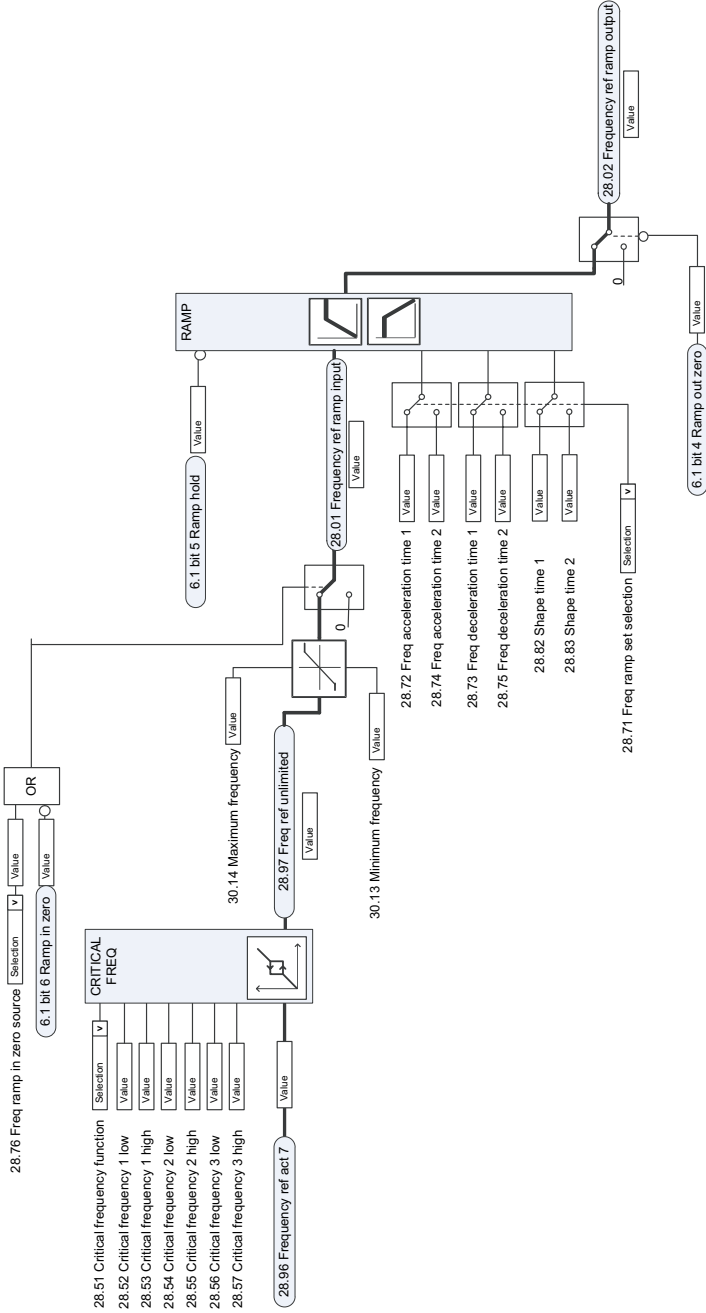 28.76 Freq ramp in zero source
Selection
v
Value
6.1 bit 6 Ramp in zero
Value
OR
28.51 Critical frequency function
Selection
v
28.52 Critical frequency 1 low
Value
28.53 Critical frequency 1 high
Value
28.54 Critical frequency 2 low
Value
28.55 Critical frequency 2 high
Value
28.56 Critical frequency 3 low
Value
28.57 Critical frequency 3 high
Value
28.96 Frequency ref act 7
Value
CRITICAL
FREQ
28.97 Freq ref unlimited
Value
30.14 Maximum frequency
Value
30.13 Minimum frequency
Value
0
28.01 Frequency ref ramp input
Value
6.1 bit 5 Ramp hold
Value
RAMP
28.72 Freq acceleration time 1
Value
28.74 Freq acceleration time 2
Value
28.73 Freq deceleration time 1
Value
28.75 Freq deceleration time 2
Value
28.82 Shape time 1
Value
28.83 Shape time 2
Value
28.71 Freq ramp set selection
Selection
v
0
28.02 Frequency ref ramp output
Value
6.1 bit 4 Ramp out zero
Value